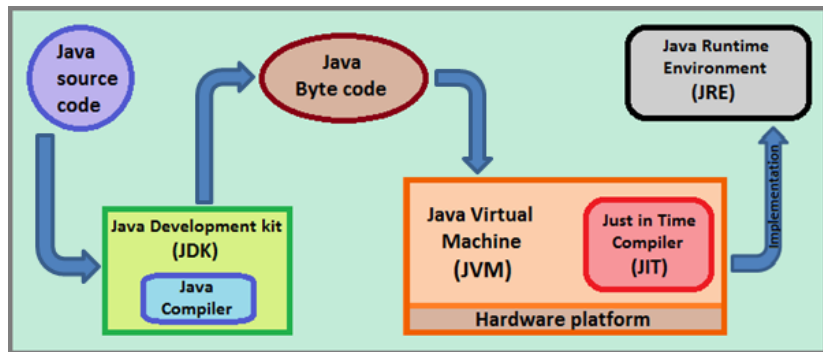 Java
source
code
Java
Byte code
Java Runtime
Environment
(JRE)
Java Development kit
(JDK)
Java
Compiler
Java Virtual
Machine
(JVM)
Just in Time
Compiler
(JIT)
Implementation
Hardware platform